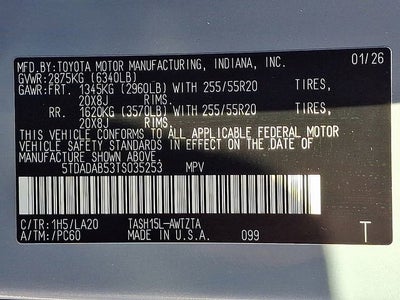 MFD.BY: TOYOTA MOTOR MANUFACTURING, INDIANA, INC. 01/26
GVWR: 2875KG (6340LB)
GAWR: FRT. 1345KG (2960LB) WITH 255/55R20 TIRES,
20X8J RIMS.
RR. 1620KG (3570LB) WITH 255/55R20 TIRES,
20X8J RIMS.
THIS VEHICLE CONFORMS TO ALL APPLICABLE FEDERAL MOTOR
VEHICLE SAFETY STANDARDS IN EFFECT ON THE DATE OF
MANUFACTURE SHOWN ABOVE.
5TDADAB53TS035253 MPV
C/TR: 1H5/LA20 TASH15L-AWTZTA
A/TM: /PC60 MADE IN U.S.A. 099 T